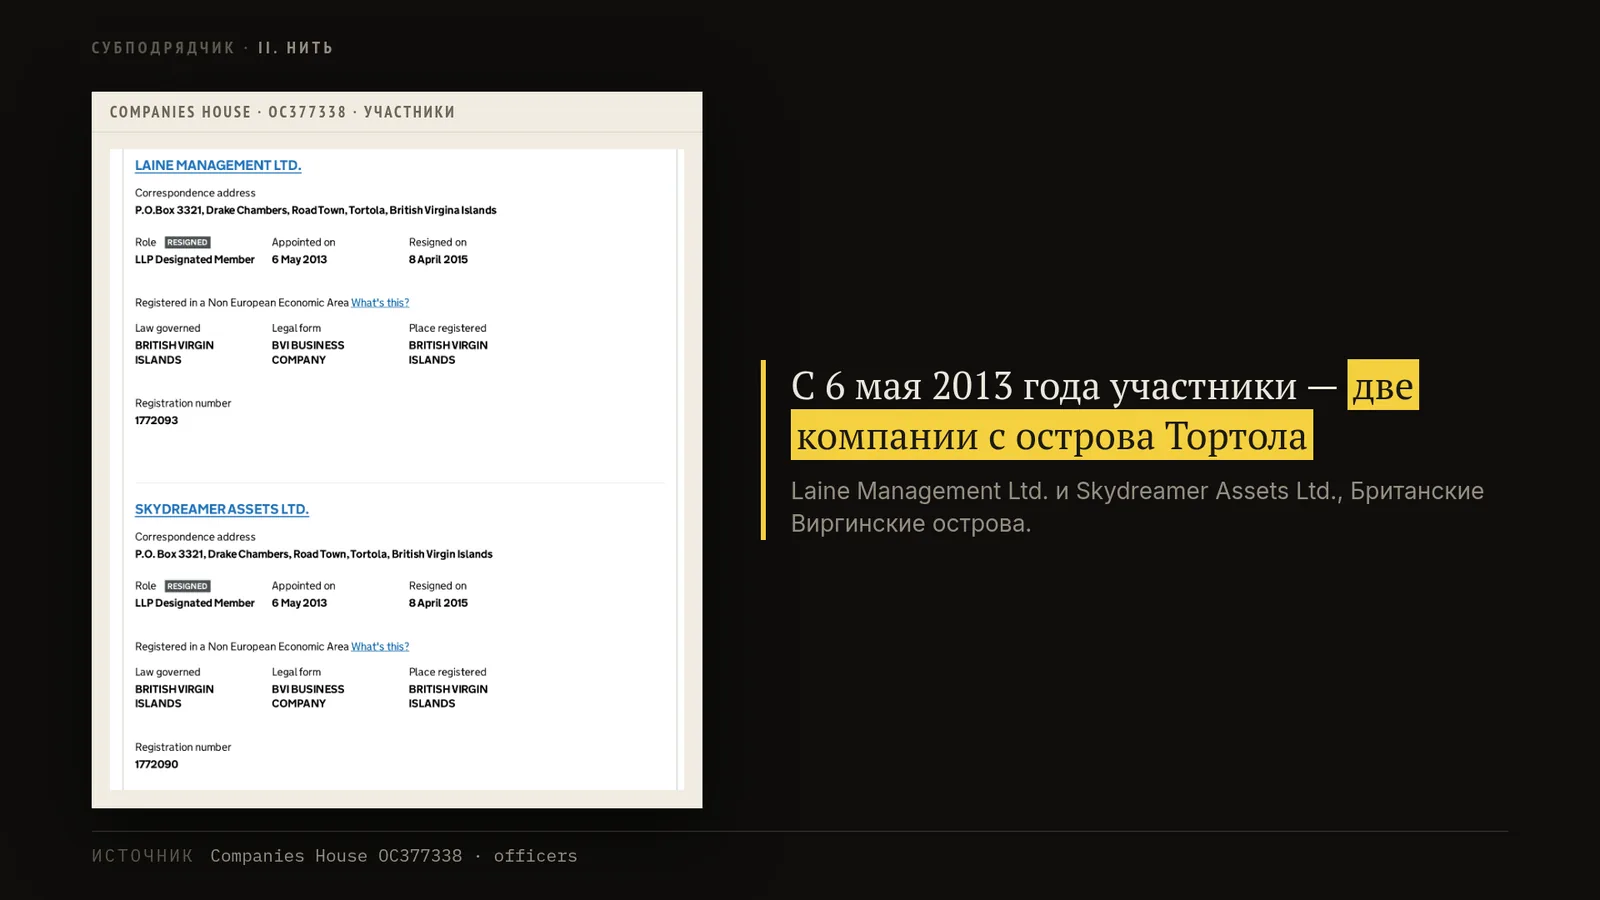 СУБПОДРЯДЧИК · II. НИТЬ
COMPANIES HOUSE · OC377338 · УЧАСТНИКИ
LAINE MANAGEMENT LTD.
Correspondence address
P.O.Box 3321, Drake Chambers, Road Town, Tortola, British Virgina Islands
Role RESIGNED Appointed on Resigned on
LLP Designated Member 6 May 2013 8 April 2015
Registered in a Non European Economic Area What's this?
Law governed Legal form Place registered
BRITISH VIRGIN BVI BUSINESS BRITISH VIRGIN
ISLANDS COMPANY ISLANDS
Registration number
1772093
SKYDREAMER ASSETS LTD.
Correspondence address
P.O. Box 3321, Drake Chambers, Road Town, Tortola, British Virgin Islands
Role RESIGNED Appointed on Resigned on
LLP Designated Member 6 May 2013 8 April 2015
Registered in a Non European Economic Area What's this?
Law governed Legal form Place registered
BRITISH VIRGIN BVI BUSINESS BRITISH VIRGIN
ISLANDS COMPANY ISLANDS
Registration number
1772090
С 6 мая 2013 года участники — две
компании с острова Тортола
Laine Management Ltd. и Skydreamer Assets Ltd., Британские
Виргинские острова.
ИСТОЧНИК Companies House OC377338 · officers